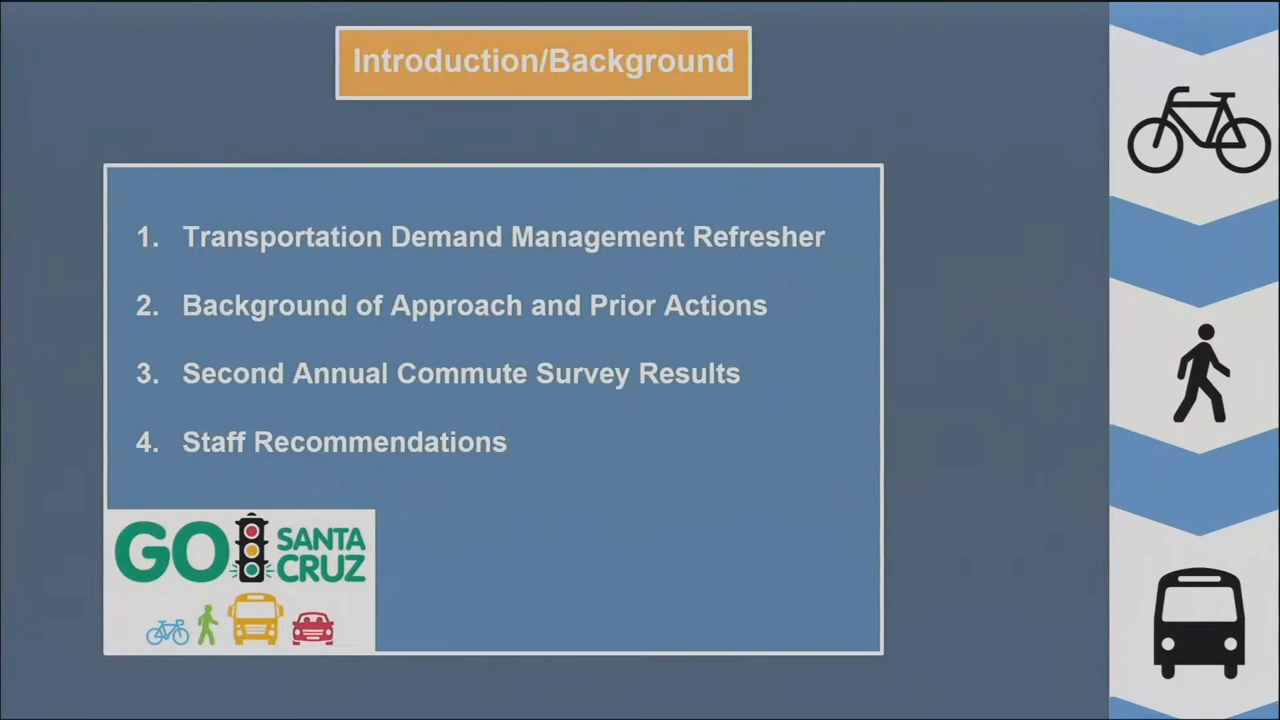 Introduction/Background
1. Transportation Demand Management Refresher
2. Background of Approach and Prior Actions
3. Second Annual Commute Survey Results
4. Staff Recommendations
GO SANTA
CRUZ